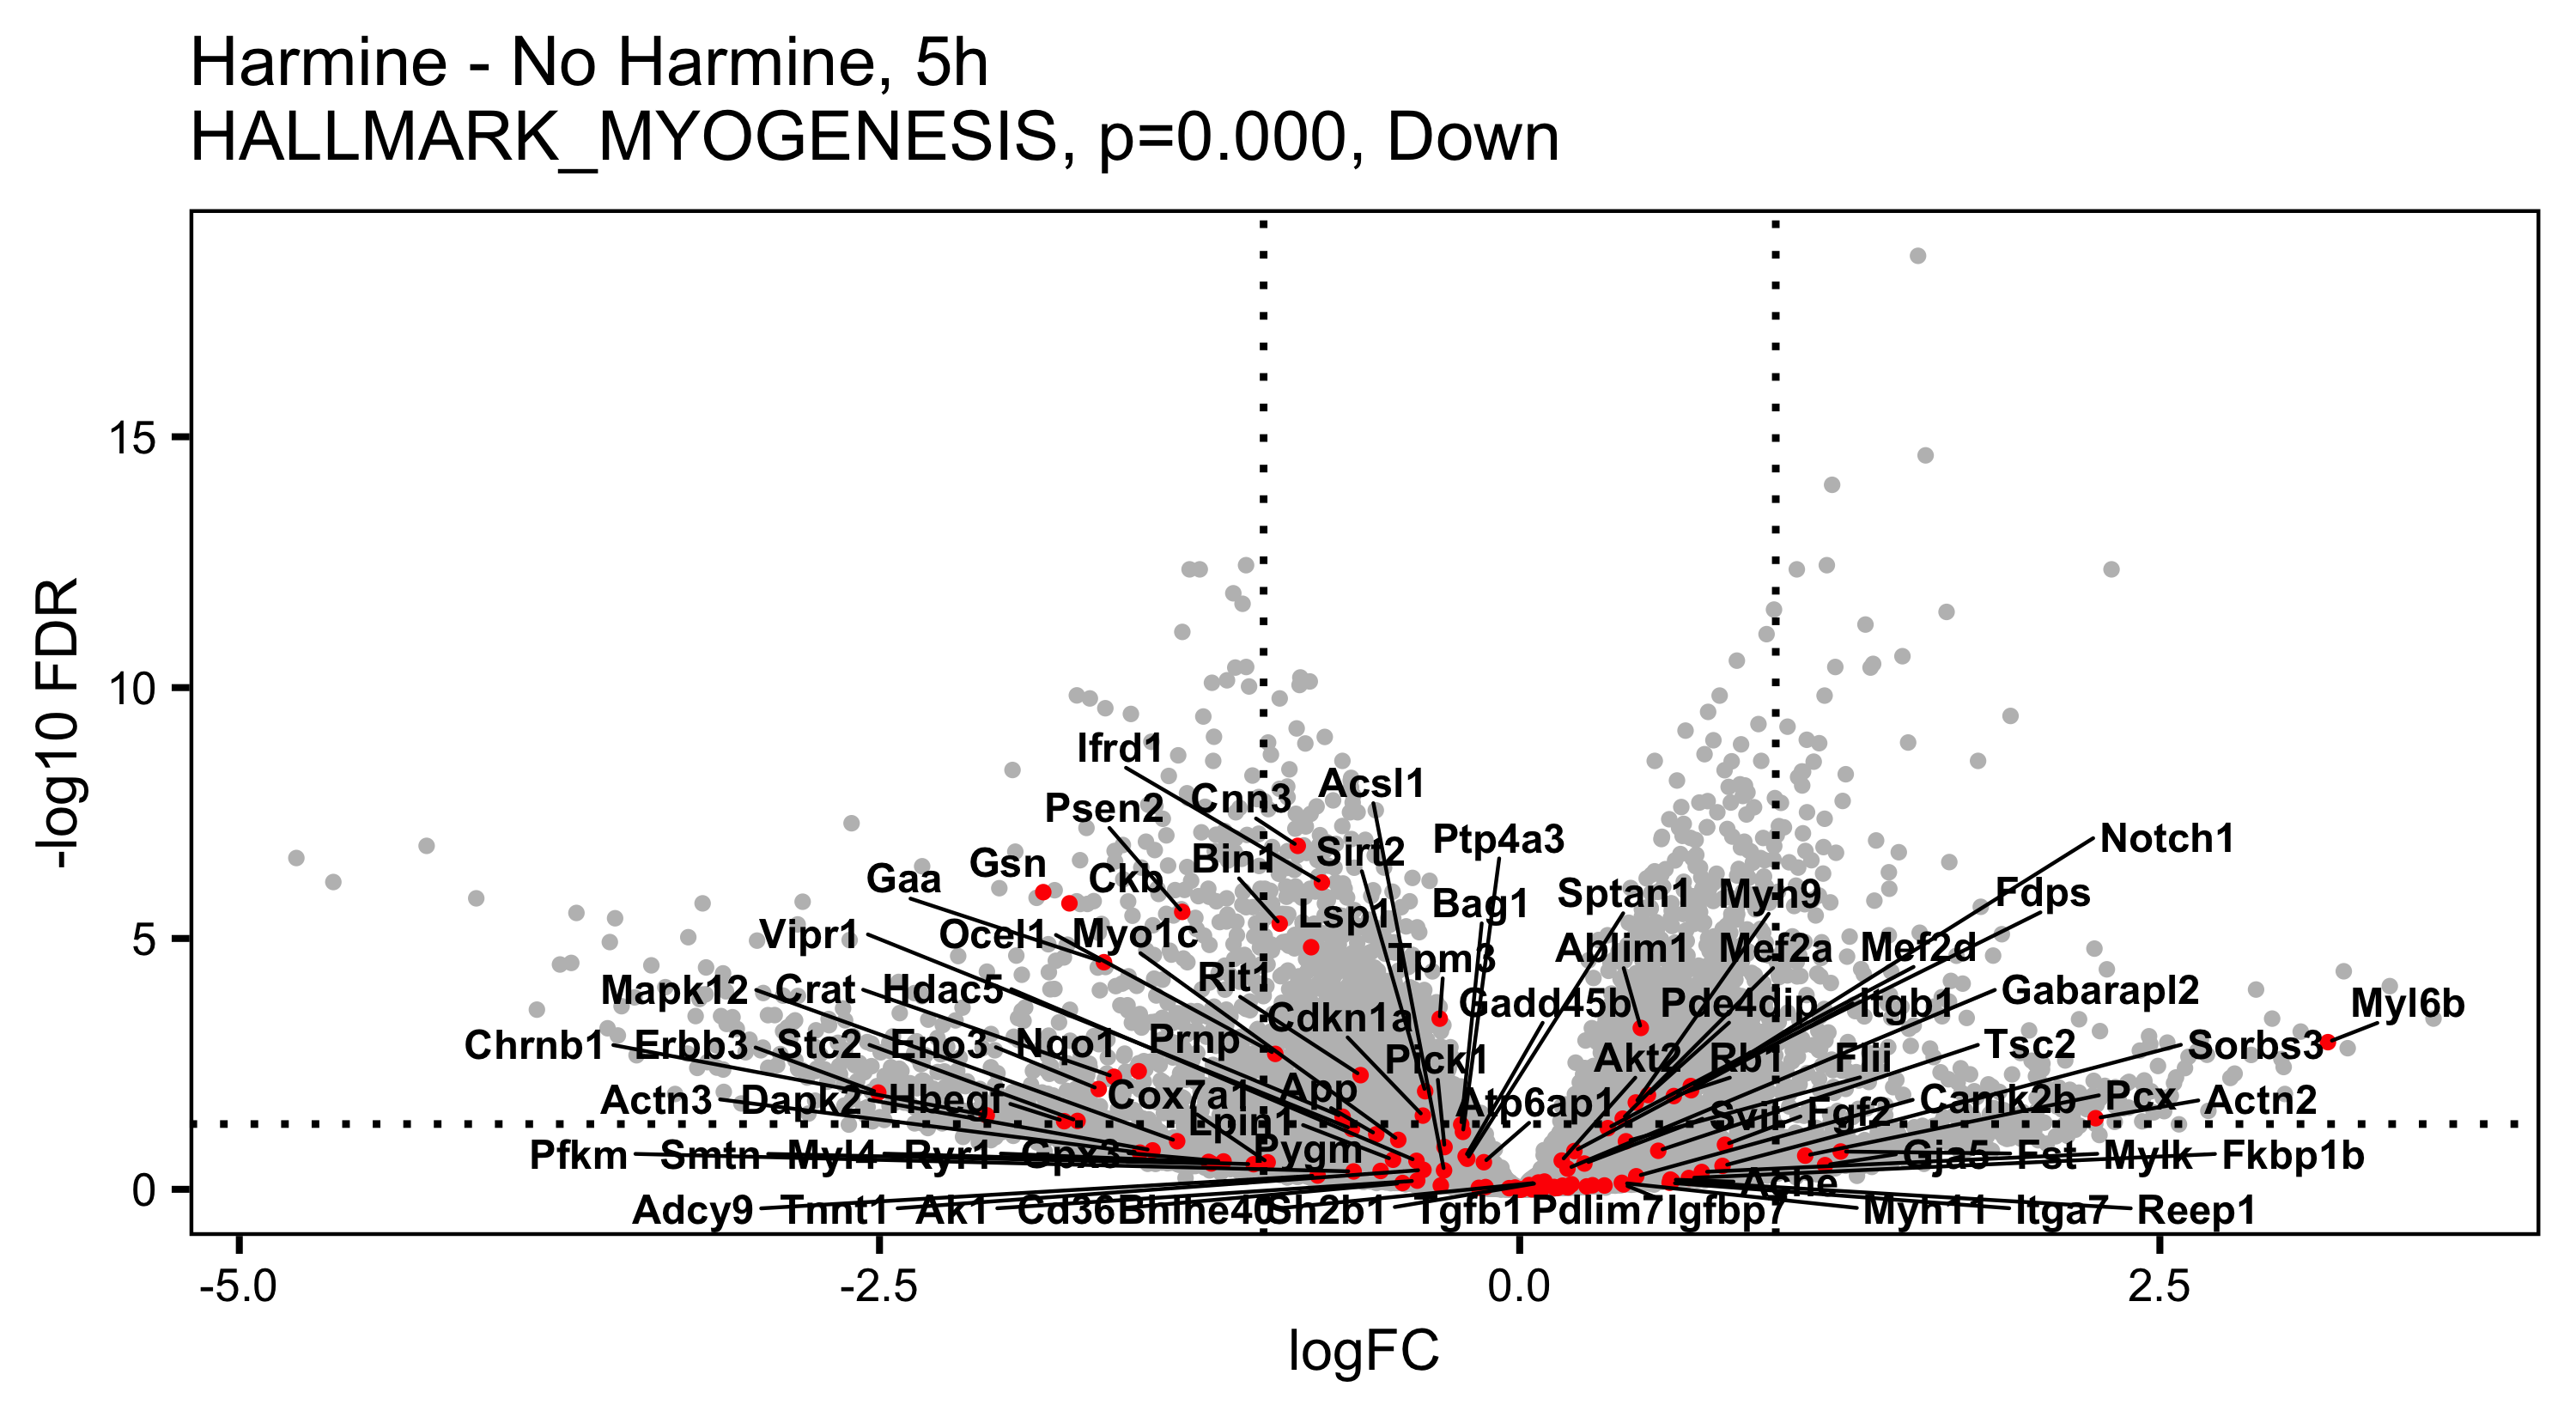 Harmine - No Harmine, 5h
HALLMARK_MYOGENESIS, p=0.000, Down
-log10 FDR
15
10
5
0
Ifrd1
Cnn3
Acsl1
Psen2
Ptp4a3
Notch1
Gsn
Bin1
Sirt2
Gaa
Ckb
Sptan1
Myh9
Fdps
Lsp1
Bag1
Vipr1
Ocel1
Myo1c
Ablim1
Mef2a
Mef2d
Tpm3
Rit1
Mapk12
Crat
Hdac5
Gadd45b
Pde4dip
Itgb1
Gabarapl2
Myl6b
Cdkn1a
Chrnb1
Erbb3
Stc2
Eno3
Nqo1
Prnp
Pick1
Akt2
Rb1
Flii
Tsc2
Sorbs3
Actn3
Dapk2
Hbegf
Cox7a1
App
Atp6ap1
Svil
Fgf2
Camk2b
Pcx
Actn2
Lpin1
Pfkm
Smtn
Myl4
Ryr1
Gpx3
Pygm
Gja5
Fst
Mylk
Fkbp1b
Ache
Adcy9
Tnnt1
Ak1
Cd36
Bhlhe40
Sh2b1
Tgfb1
Pdlim7
Igfbp7
Myh11
Itga7
Reep1
-5.0
-2.5
0.0
2.5
logFC